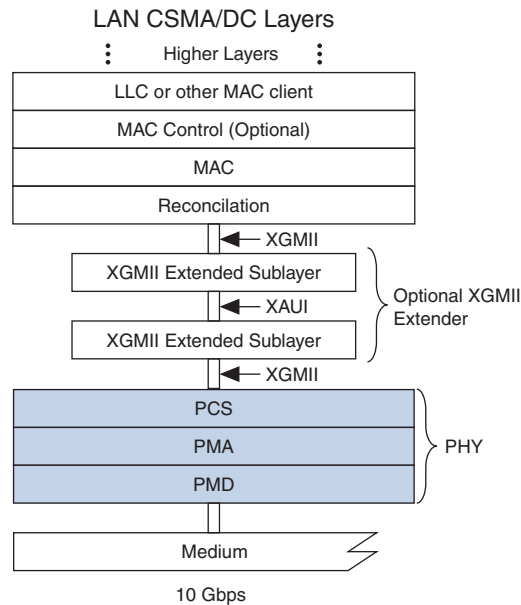 LAN CSMA/DC Layers
Higher Layers
LLC or other MAC client
MAC Control (Optional)
MAC
Reconcilation
XGMII
XGMII Extended Sublayer
XAUI
Optional XGMII
Extender
XGMII Extended Sublayer
XGMII
PCS
PMA
PHY
PMD
Medium
10 Gbps